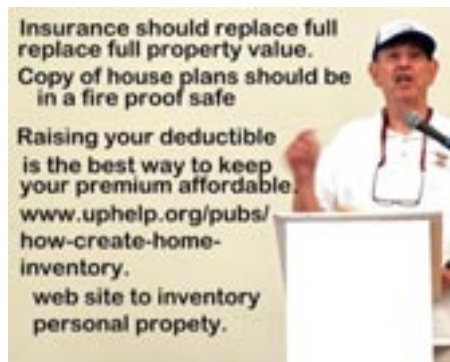 Insurance should replace full
replace full property value.
Copy of house plans should be
in a fire proof safe
Raising your deductible
is the best way to keep
your premium affordable.
www.uphelp.org/pubs/
how-create-home-
inventory.
web site to inventory
personal propety.